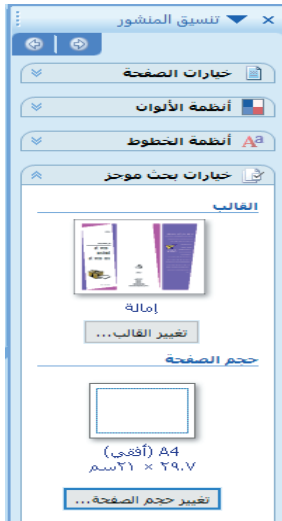 تنسيق المنشور
خيارات الصفحة
أنظمة الألوان
أنظمة الخطوط
خيارات بحث موجز
القالب
إمالة
تغيير القالب...
حجم الصفحة
A4 (أفقي)
٢٩.٧ × ٢١سم
تغيير حجم الصفحة...